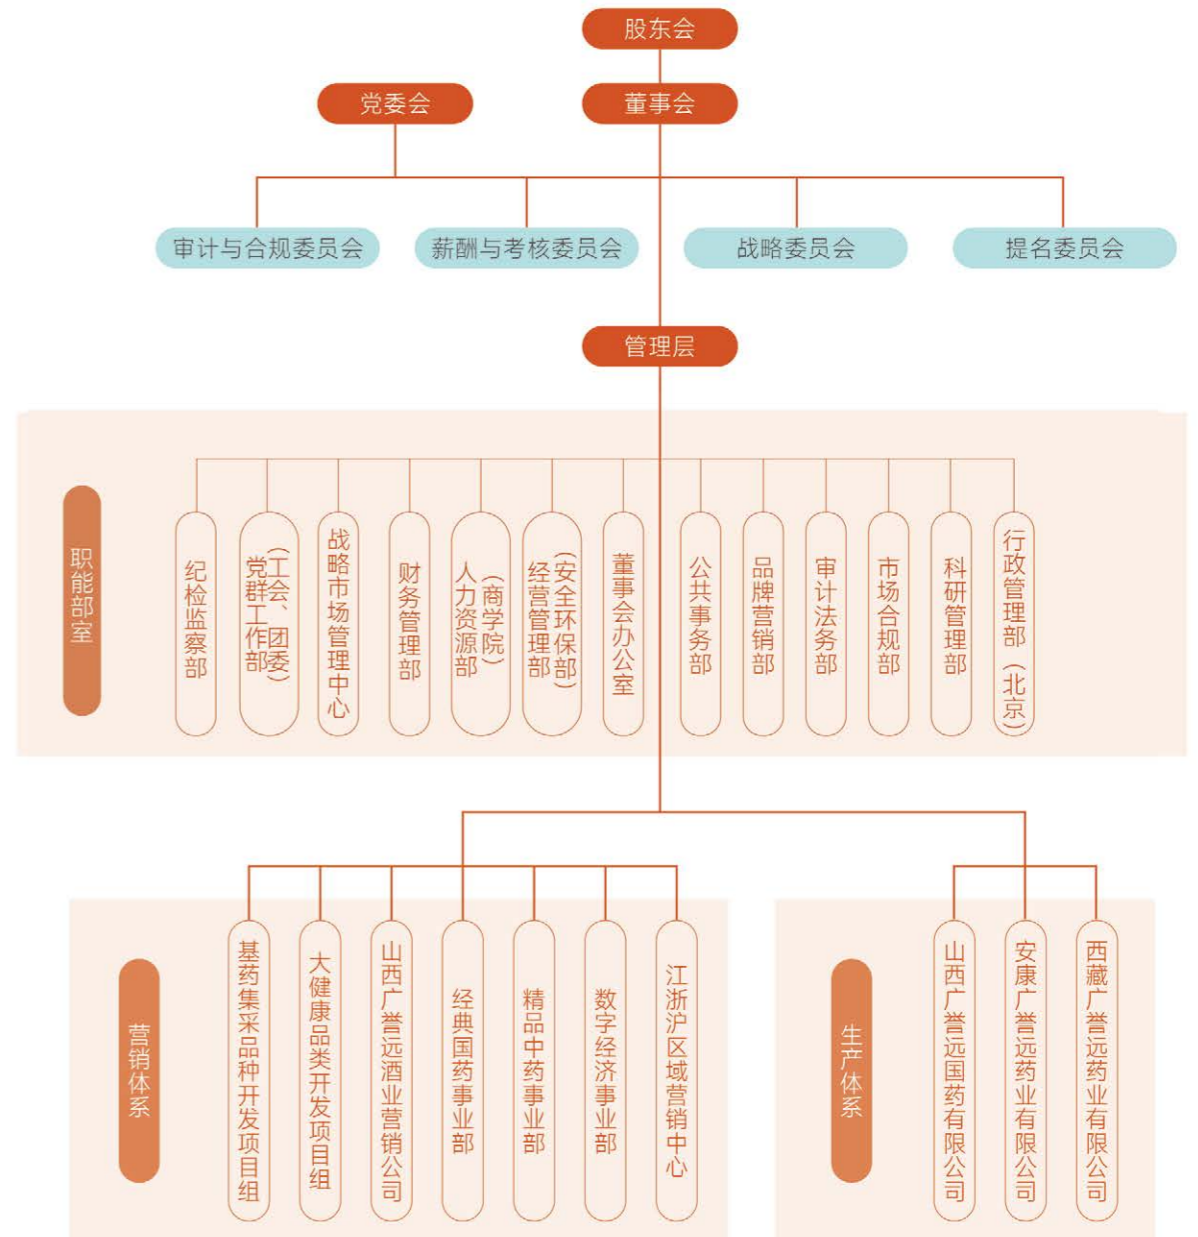 股东会
党委会
董事会
审计与合规委员会
薪酬与考核委员会
战略委员会
提名委员会
管理层
职能部室
纪检监察部
党群工作部
（工会、团委）
战略市场管理中心
财务管理部
人力资源部
（商学院）
经营管理部
（安全环保部）
董事会办公室
公共事务部
品牌营销部
审计法务部
市场合规部
科研管理部
行政管理部（北京）
营销体系
基药集采品种开发项目组
大健康品类开发项目组
山西广誉远酒业营销公司
经典国药事业部
精品中药事业部
数字经济事业部
江浙沪区域营销中心
生产体系
山西广誉远国药有限公司
安康广誉远药业有限公司
西藏广誉远药业有限公司